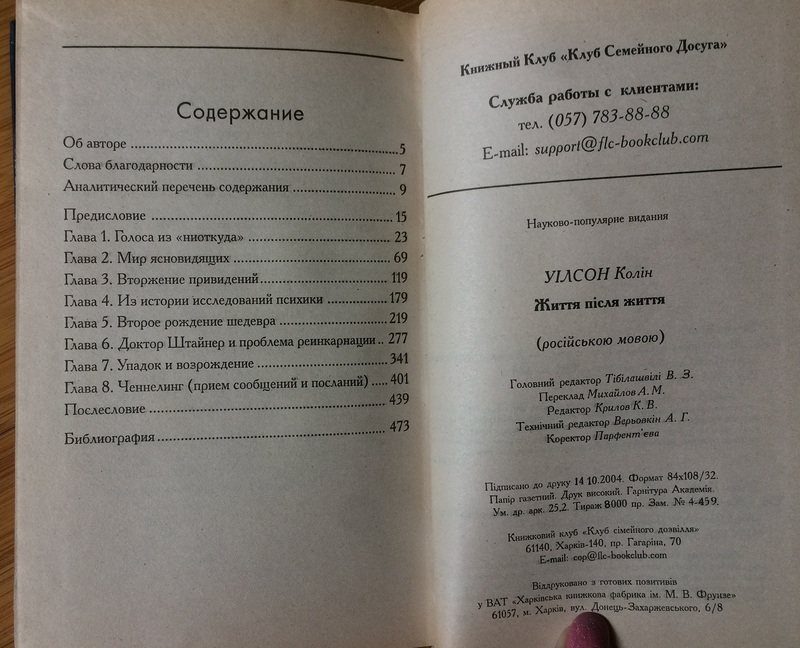 Содержание
Об авторе ........ 5
Слова благодарности ........ 7
Аналитический перечень содержания ........ 9
Предисловие ........ 15
Глава 1. Голоса из «ниоткуда» ........ 23
Глава 2. Мир ясновидящих ........ 69
Глава 3. Вторжение привидений ........ 119
Глава 4. Из истории исследований психики ........ 179
Глава 5. Второе рождение шедевра ........ 219
Глава 6. Доктор Штайнер и проблема реинкарнации .. 277
Глава 7. Упадок и возрождение ........ 341
Глава 8. Ченнелинг (прием сообщений и посланий) .... 401
Послесловие ........ 439
Библиография ........ 473
Книжный Клуб «Клуб Семейного Досуга»
Служба работы с клиентами:
тел. (057) 783-88-88
E-mail: support@flc-bookclub.com
Науково-популярне видання
УІЛСОН Колін
Життя після життя
(російською мовою)
Головний редактор Тібілашвілі В. З.
Переклад Михайлов А. М.
Редактор Крилов К. В.
Технічний редактор Верьовкін А. Г.
Коректор Парфент'єва
Підписано до друку 14 10.2004. Формат 84x108/32.
Папір газетний. Друк високий. Гарнітура Академія.
Ум. др. арк. 25,2. Тираж 8000 пр. Зам. № 4-459.
Книжковий клуб «Клуб сімейного дозвілля»
61140, Харків-140, пр. Гагаріна, 70
E-mail: cop@flc-bookclub.com
Віддруковано з готових позитивів
у ВАТ «Харківська книжкова фабрика ім. М. В. Фрунзе»
61057, м. Харків, вул. Донець-Захаржевського, 6/8